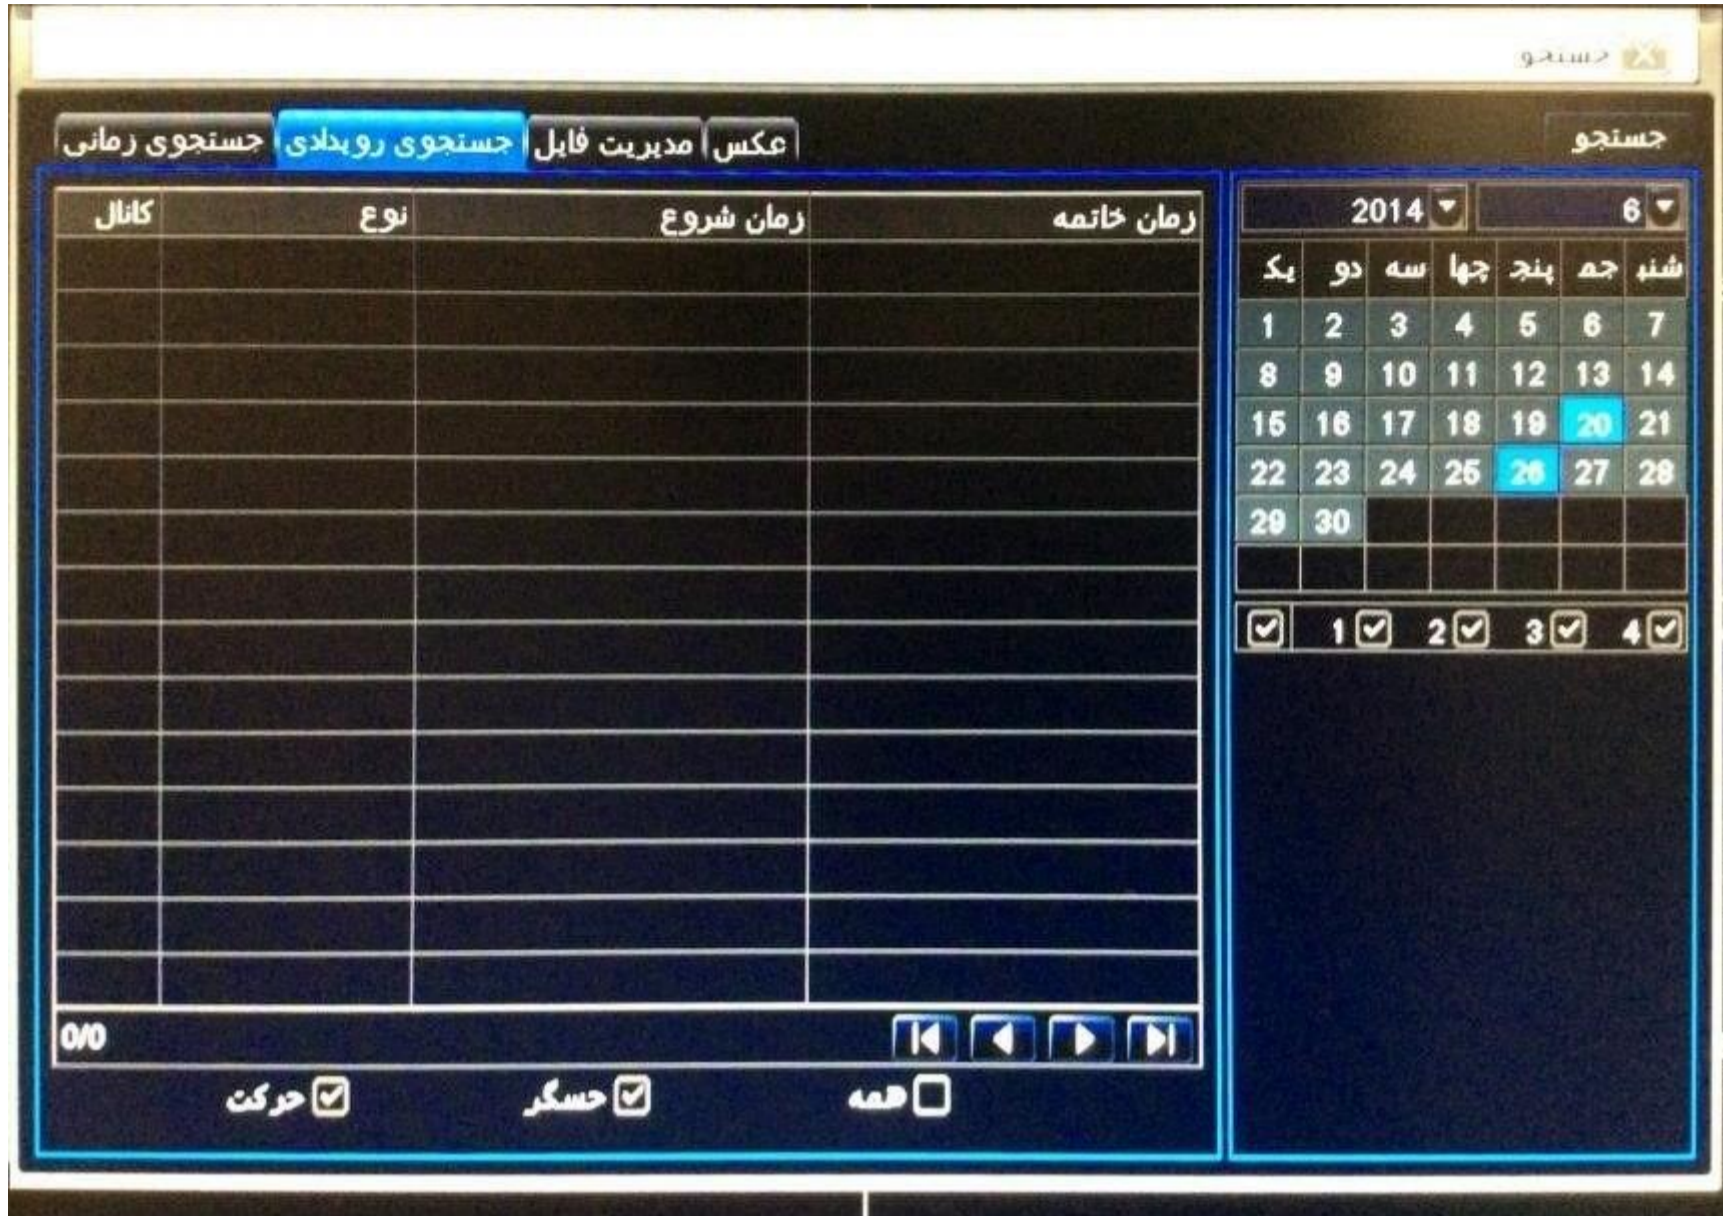 جستجو
جستجو
جستجوی زمانی جستجوی رویدادی مدیریت فایل عکس
کانال نوع زمان شروع زمان خاتمه
2014 6
یک دو سه چها پنج جم شنب
1 2 3 4 5 6 7
8 9 10 11 12 13 14
15 16 17 18 19 20 21
22 23 24 25 26 27 28
29 30
1 2 3 4
0/0
حرکت حسگر همه